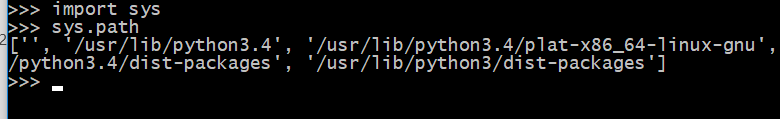 >>> import sys
>>> sys.path
['', '/usr/lib/python3.4', '/usr/lib/python3.4/plat-x86_64-linux-gnu',
/python3.4/dist-packages', '/usr/lib/python3/dist-packages']
>>>